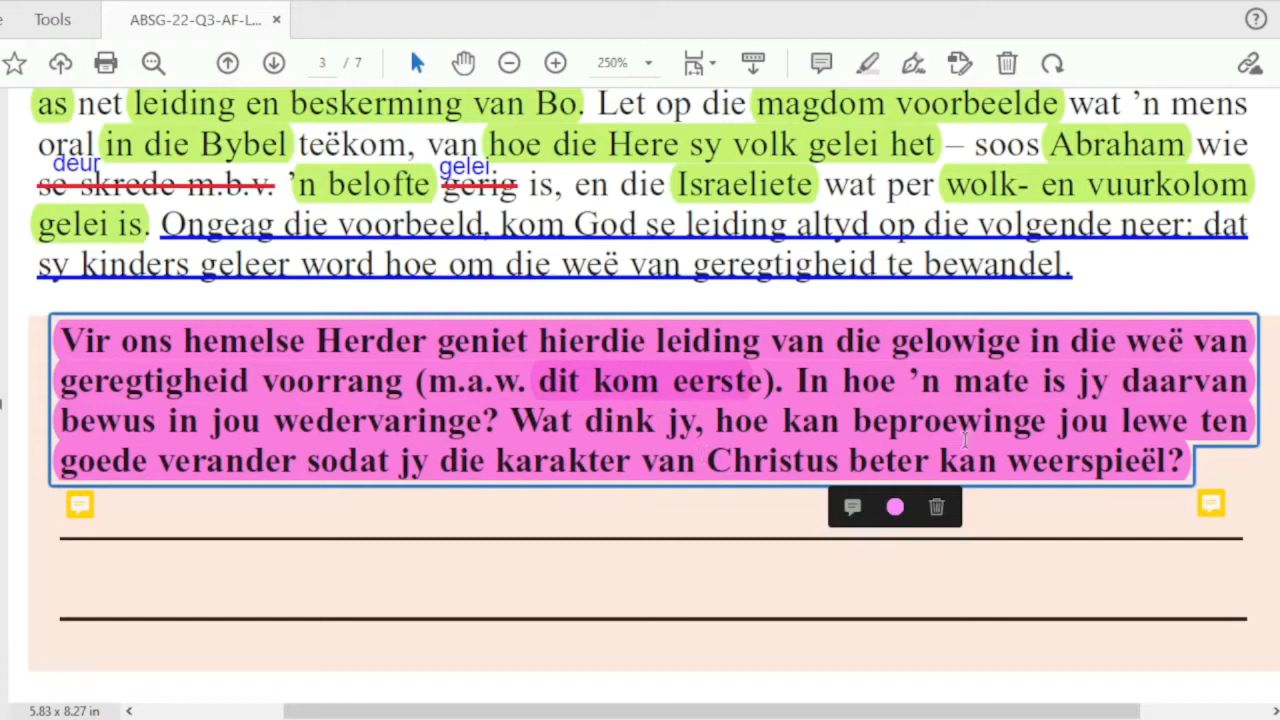 e Tools ABSG-22-Q3-AF-L... ×
3 / 7 250%
as net leiding en beskerming van Bo. Let op die magdom voorbeelde wat ’n mens
oral in die Bybel teëkom, van hoe die Here sy volk gelei het – soos Abraham wie
deur gelei
se skrede m.b.v. ’n belofte gerig is, en die Israeliete wat per wolk- en vuurkolom
gelei is. Ongeag die voorbeeld, kom God se leiding altyd op die volgende neer: dat
sy kinders geleer word hoe om die weë van geregtigheid te bewandel.
Vir ons hemelse Herder geniet hierdie leiding van die gelowige in die weë van
geregtigheid voorrang (m.a.w. dit kom eerste). In hoe ’n mate is jy daarvan
bewus in jou wedervaringe? Wat dink jy, hoe kan beproewinge jou lewe ten
goede verander sodat jy die karakter van Christus beter kan weerspieël?
5.83 x 8.27 in